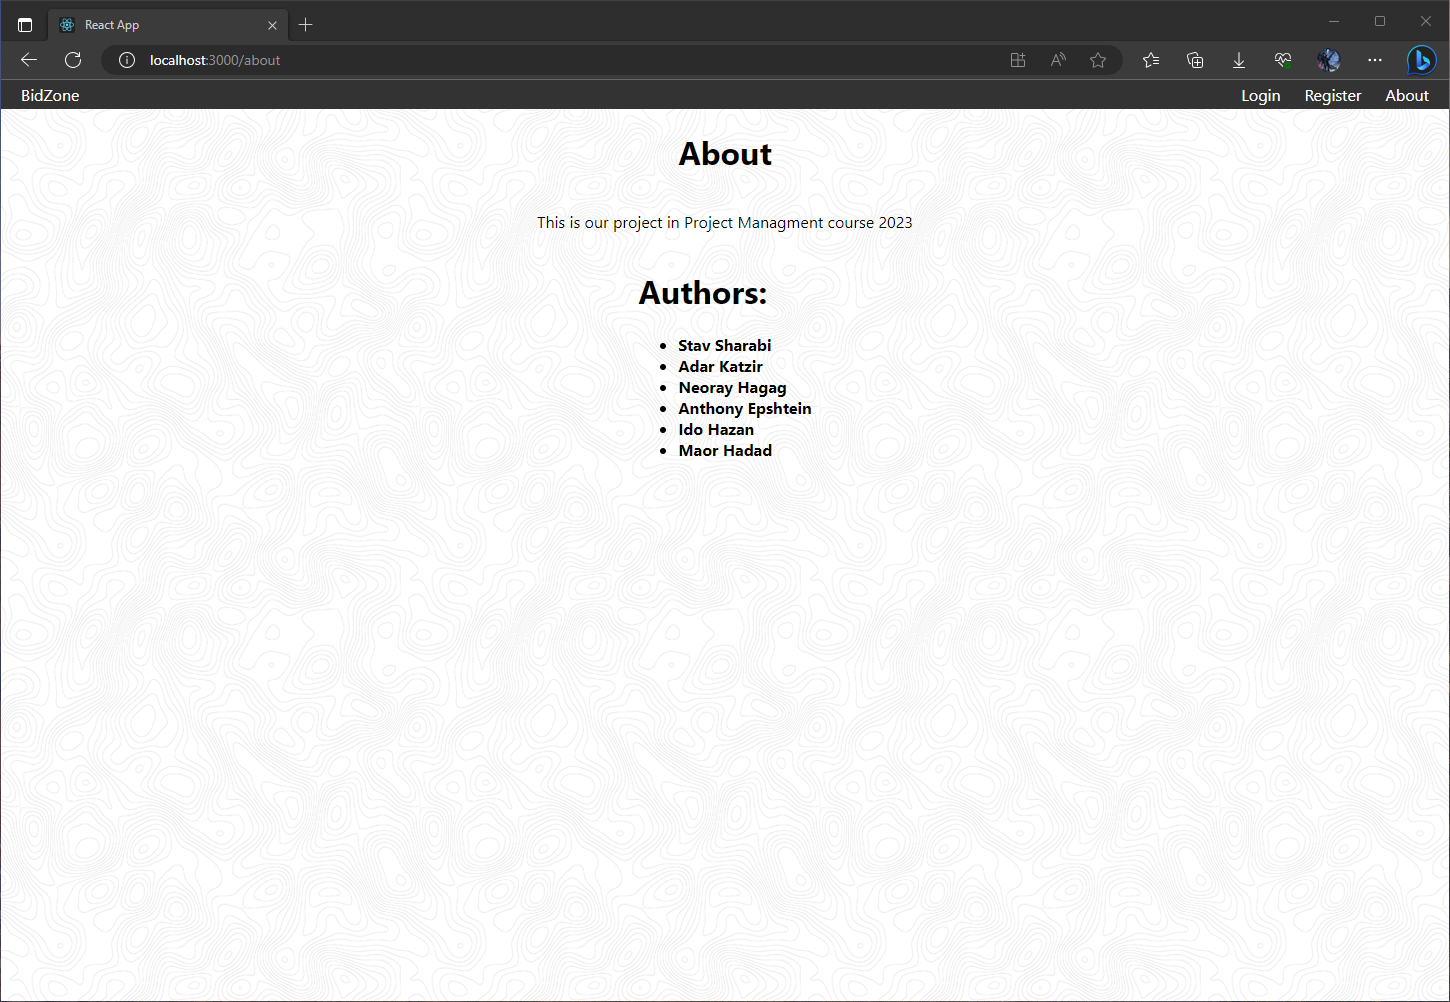 React App
localhost:3000/about
BidZone
Login Register About
About
This is our project in Project Managment course 2023
Authors:
Stav Sharabi
Adar Katzir
Neoray Hagag
Anthony Epshtein
Ido Hazan
Maor Hadad